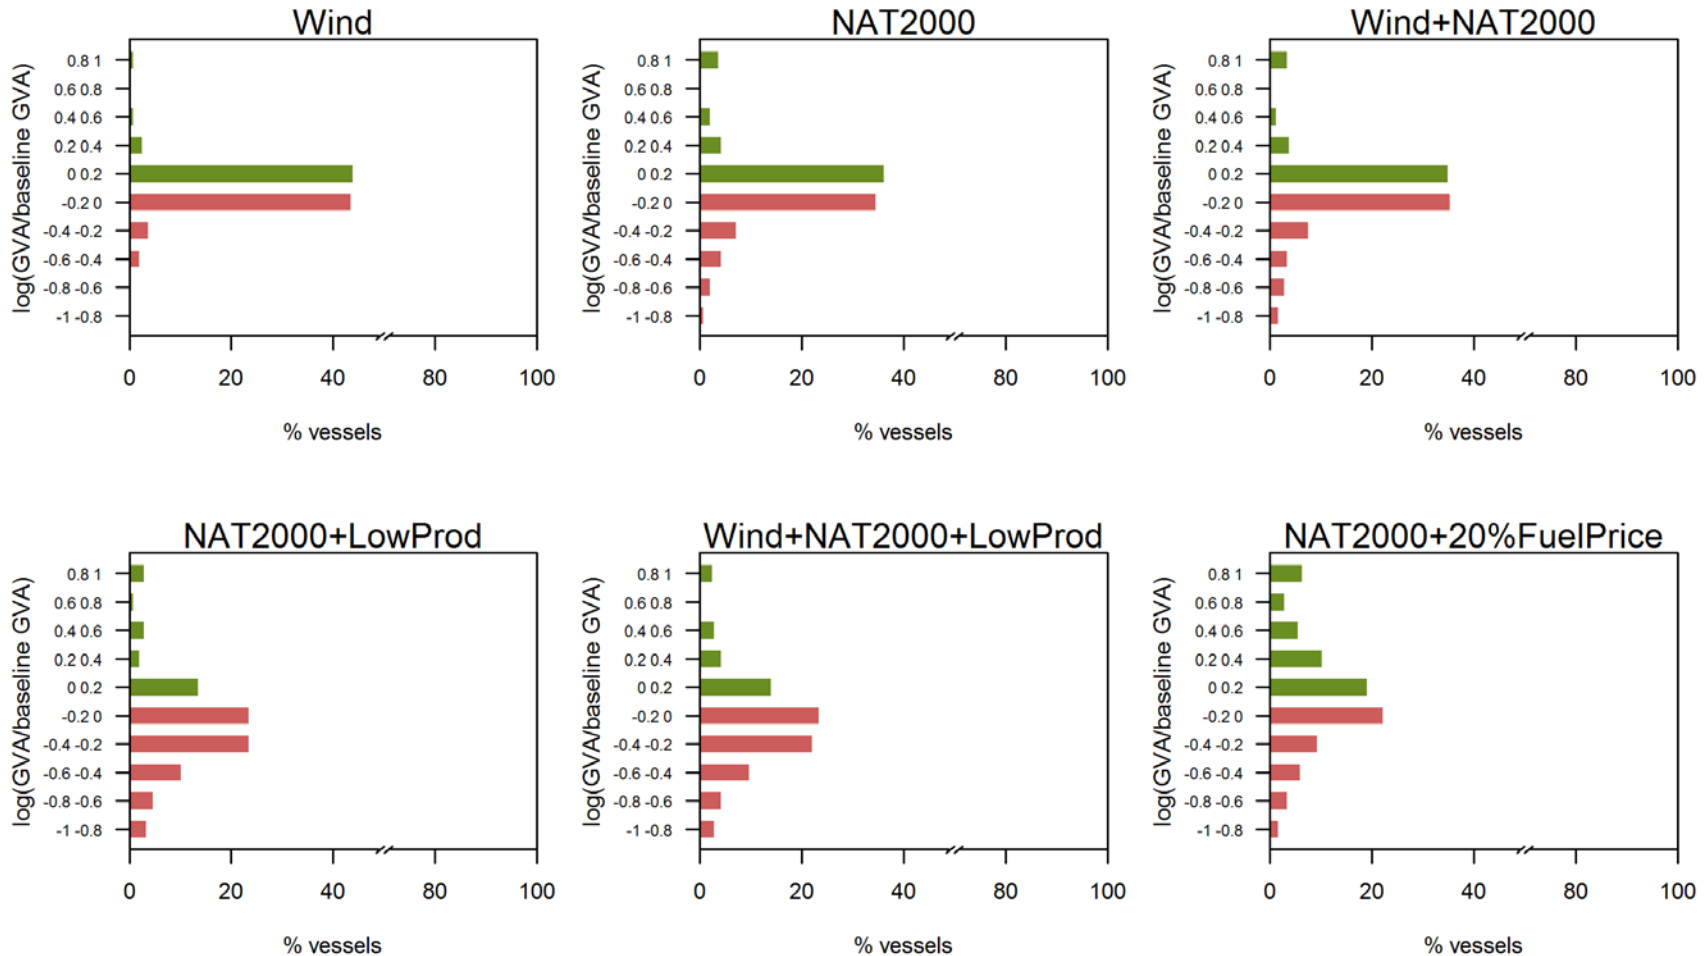 Wind
log(GVA/baseline GVA)
0.8 1
0.6 0.8
0.4 0.6
0.2 0.4
0 0.2
-0.2 0
-0.4 -0.2
-0.6 -0.4
-0.8 -0.6
-1 -0.8
0 20 40 80 100
% vessels
NAT2000
log(GVA/baseline GVA)
0.8 1
0.6 0.8
0.4 0.6
0.2 0.4
0 0.2
-0.2 0
-0.4 -0.2
-0.6 -0.4
-0.8 -0.6
-1 -0.8
0 20 40 80 100
% vessels
Wind+NAT2000
log(GVA/baseline GVA)
0.8 1
0.6 0.8
0.4 0.6
0.2 0.4
0 0.2
-0.2 0
-0.4 -0.2
-0.6 -0.4
-0.8 -0.6
-1 -0.8
0 20 40 80 100
% vessels
NAT2000+LowProd
log(GVA/baseline GVA)
0.8 1
0.6 0.8
0.4 0.6
0.2 0.4
0 0.2
-0.2 0
-0.4 -0.2
-0.6 -0.4
-0.8 -0.6
-1 -0.8
0 20 40 80 100
% vessels
Wind+NAT2000+LowProd
log(GVA/baseline GVA)
0.8 1
0.6 0.8
0.4 0.6
0.2 0.4
0 0.2
-0.2 0
-0.4 -0.2
-0.6 -0.4
-0.8 -0.6
-1 -0.8
0 20 40 80 100
% vessels
NAT2000+20%FuelPrice
log(GVA/baseline GVA)
0.8 1
0.6 0.8
0.4 0.6
0.2 0.4
0 0.2
-0.2 0
-0.4 -0.2
-0.6 -0.4
-0.8 -0.6
-1 -0.8
0 20 40 80 100
% vessels